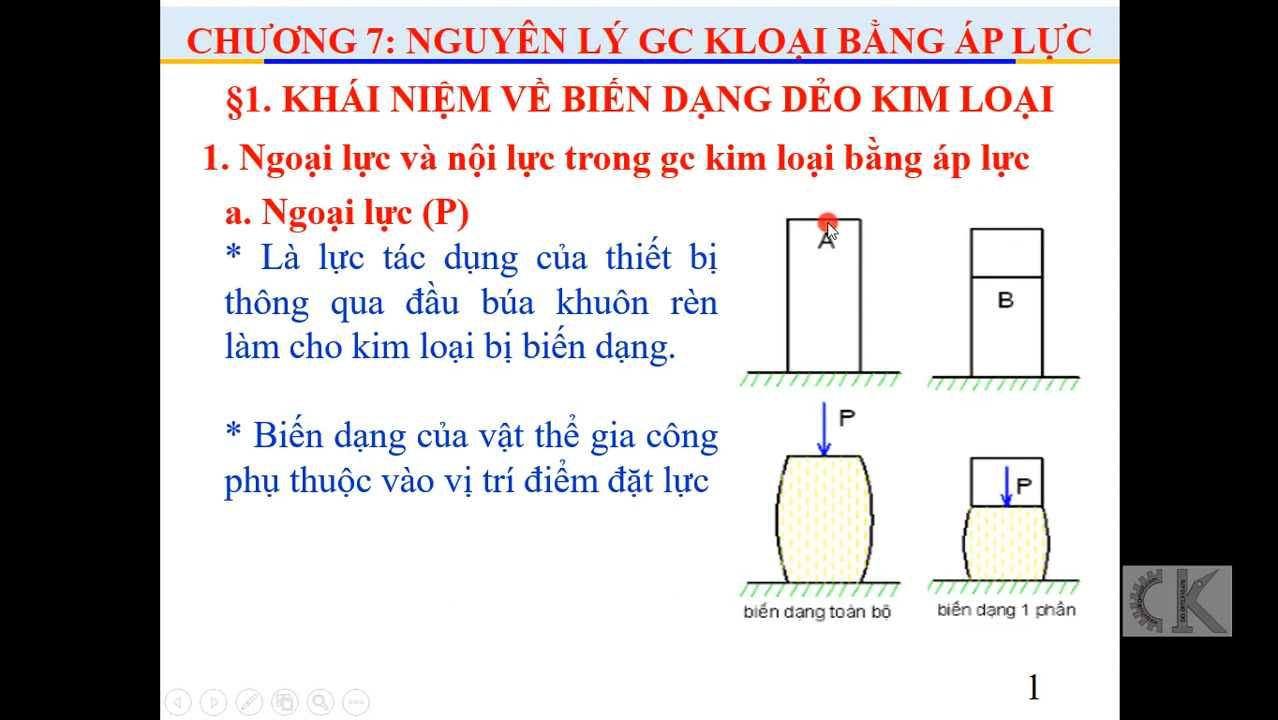 CHƯƠNG 7: NGUYÊN LÝ GC KLOẠI BẰNG ÁP LỰC
§1. KHÁI NIỆM VỀ BIẾN DẠNG DẺO KIM LOẠI
1. Ngoại lực và nội lực trong gc kim loại bằng áp lực
a. Ngoại lực (P)
* Là lực tác dụng của thiết bị
thông qua đầu búa khuôn rèn
làm cho kim loại bị biến dạng.
* Biến dạng của vật thể gia công
phụ thuộc vào vị trí điểm đặt lực
A
B
P
P
biến dạng toàn bộ
biến dạng 1 phần
CK
1